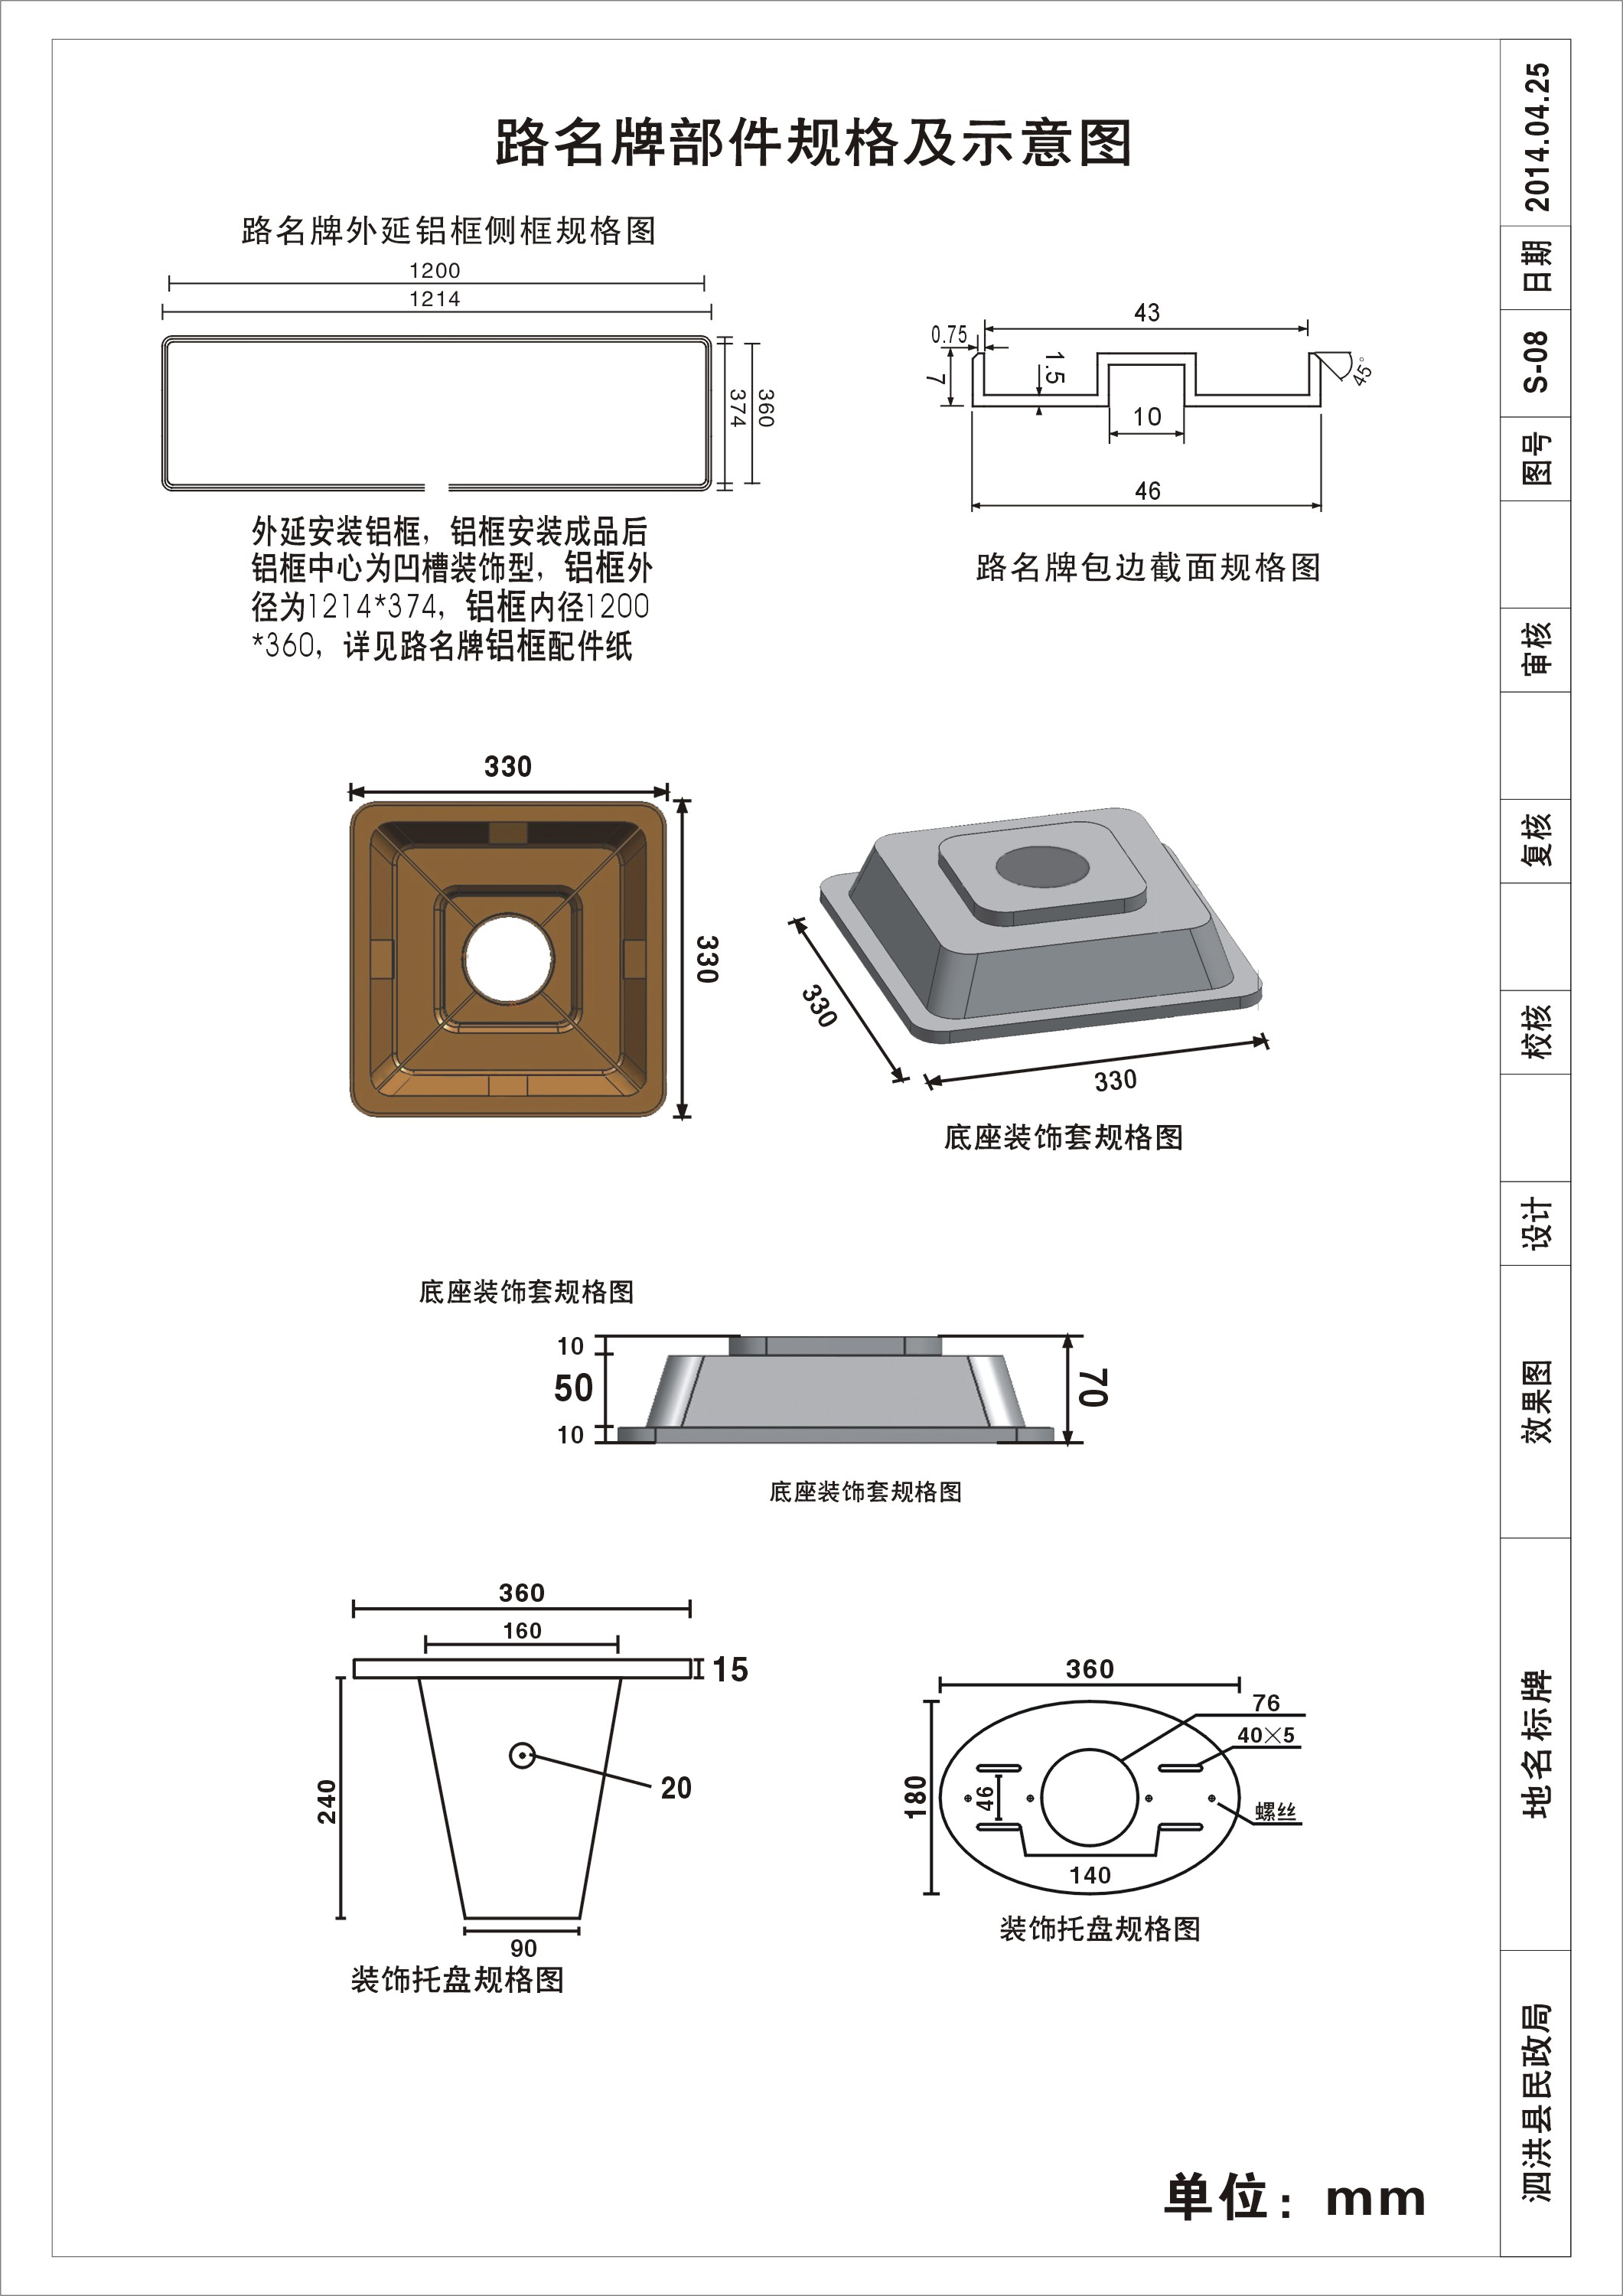 路名牌部件规格及示意图
路名牌外延铝框侧框规格图
1200
1214
374
360
外延安装铝框，铝框安装成品后
铝框中心为凹槽装饰型，铝框外
径为1214*374，铝框内径1200
*360，详见路名牌铝框配件纸
43
0.75
7
1.5
45°
10
46
路名牌包边截面规格图
330
330
330
330
底座装饰套规格图
底座装饰套规格图
10
50
10
70
底座装饰套规格图
360
160
15
240
20
90
装饰托盘规格图
360
76
40×5
180
46
螺丝
140
装饰托盘规格图
单位：mm
2014.04.25
日期
S-08
图号
审核
复核
校核
设计
效果图
地名标牌
泗洪县民政局